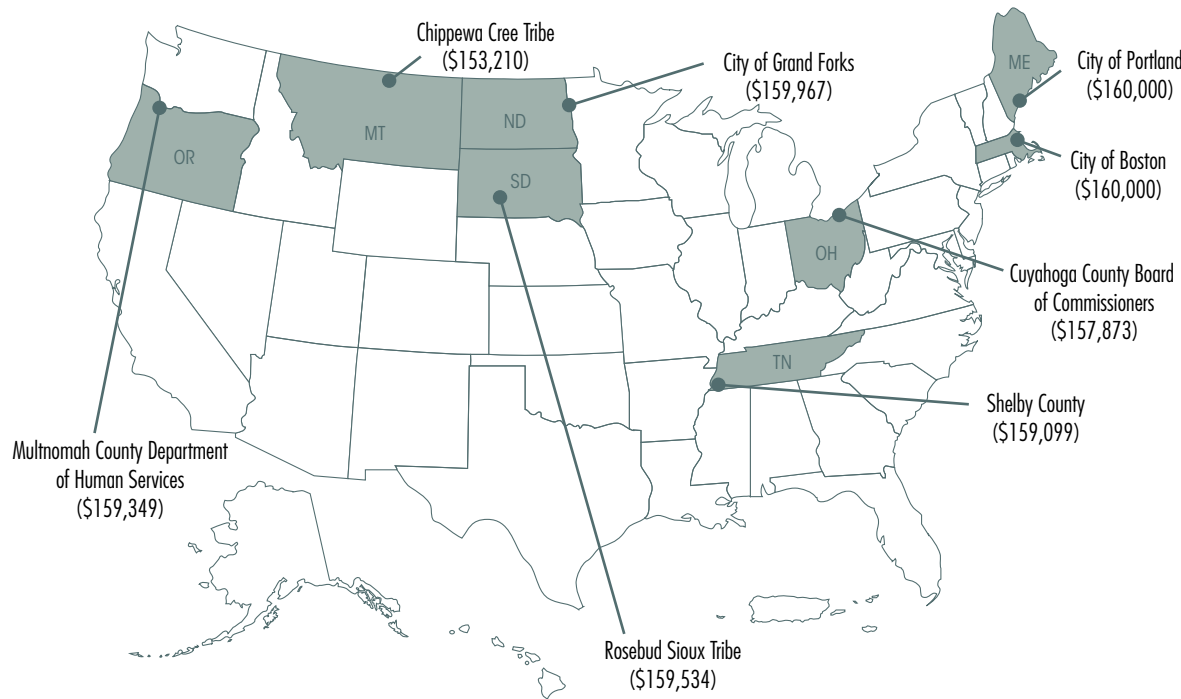 Chippewa Cree Tribe
($153,210)
City of Grand Forks
($159,967)
ME
City of Portland
($160,000)
MT
ND
OR
SD
City of Boston
($160,000)
OH
Cuyahoga County Board
of Commissioners
($157,873)
TN
Shelby County
($159,099)
Multnomah County Department
of Human Services
($159,349)
Rosebud Sioux Tribe
($159,534)